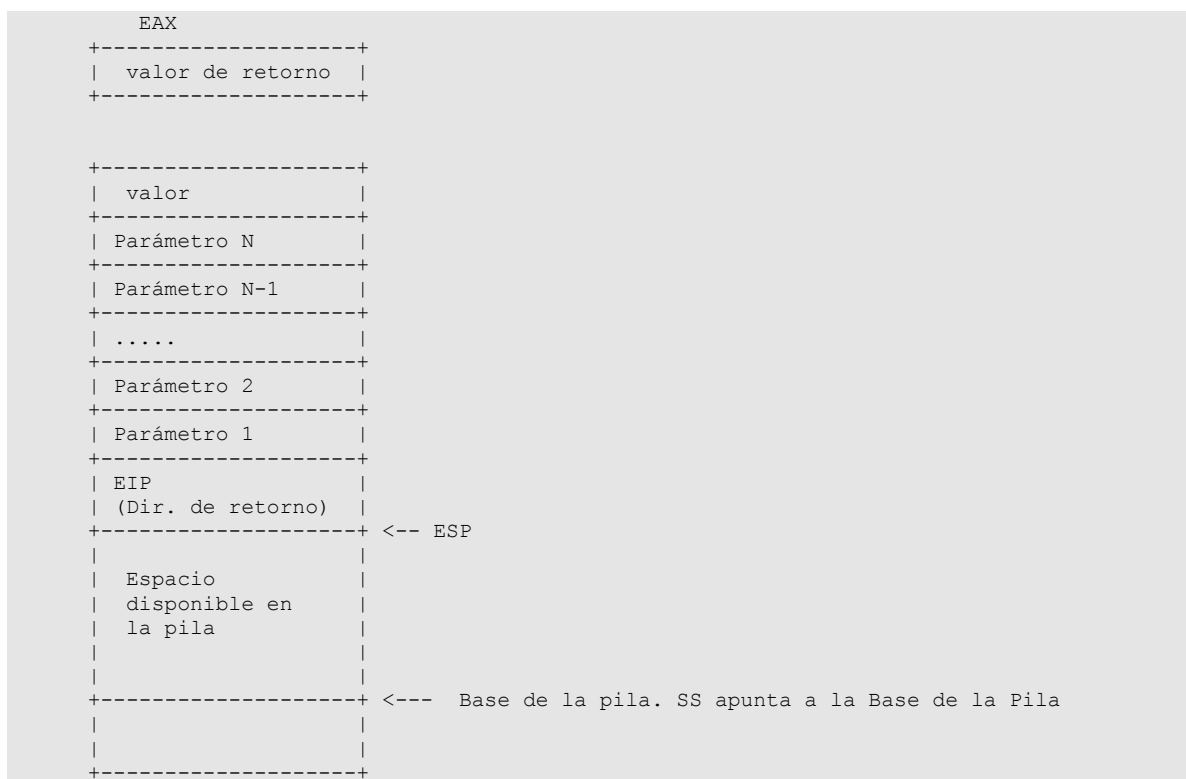 EAX
valor de retorno
valor
Parámetro N
Parámetro N-1
.....
Parámetro 2
Parámetro 1
EIP
(Dir. de retorno)
<-- ESP
Espacio
disponible en
la pila
<--- Base de la pila. SS apunta a la Base de la Pila